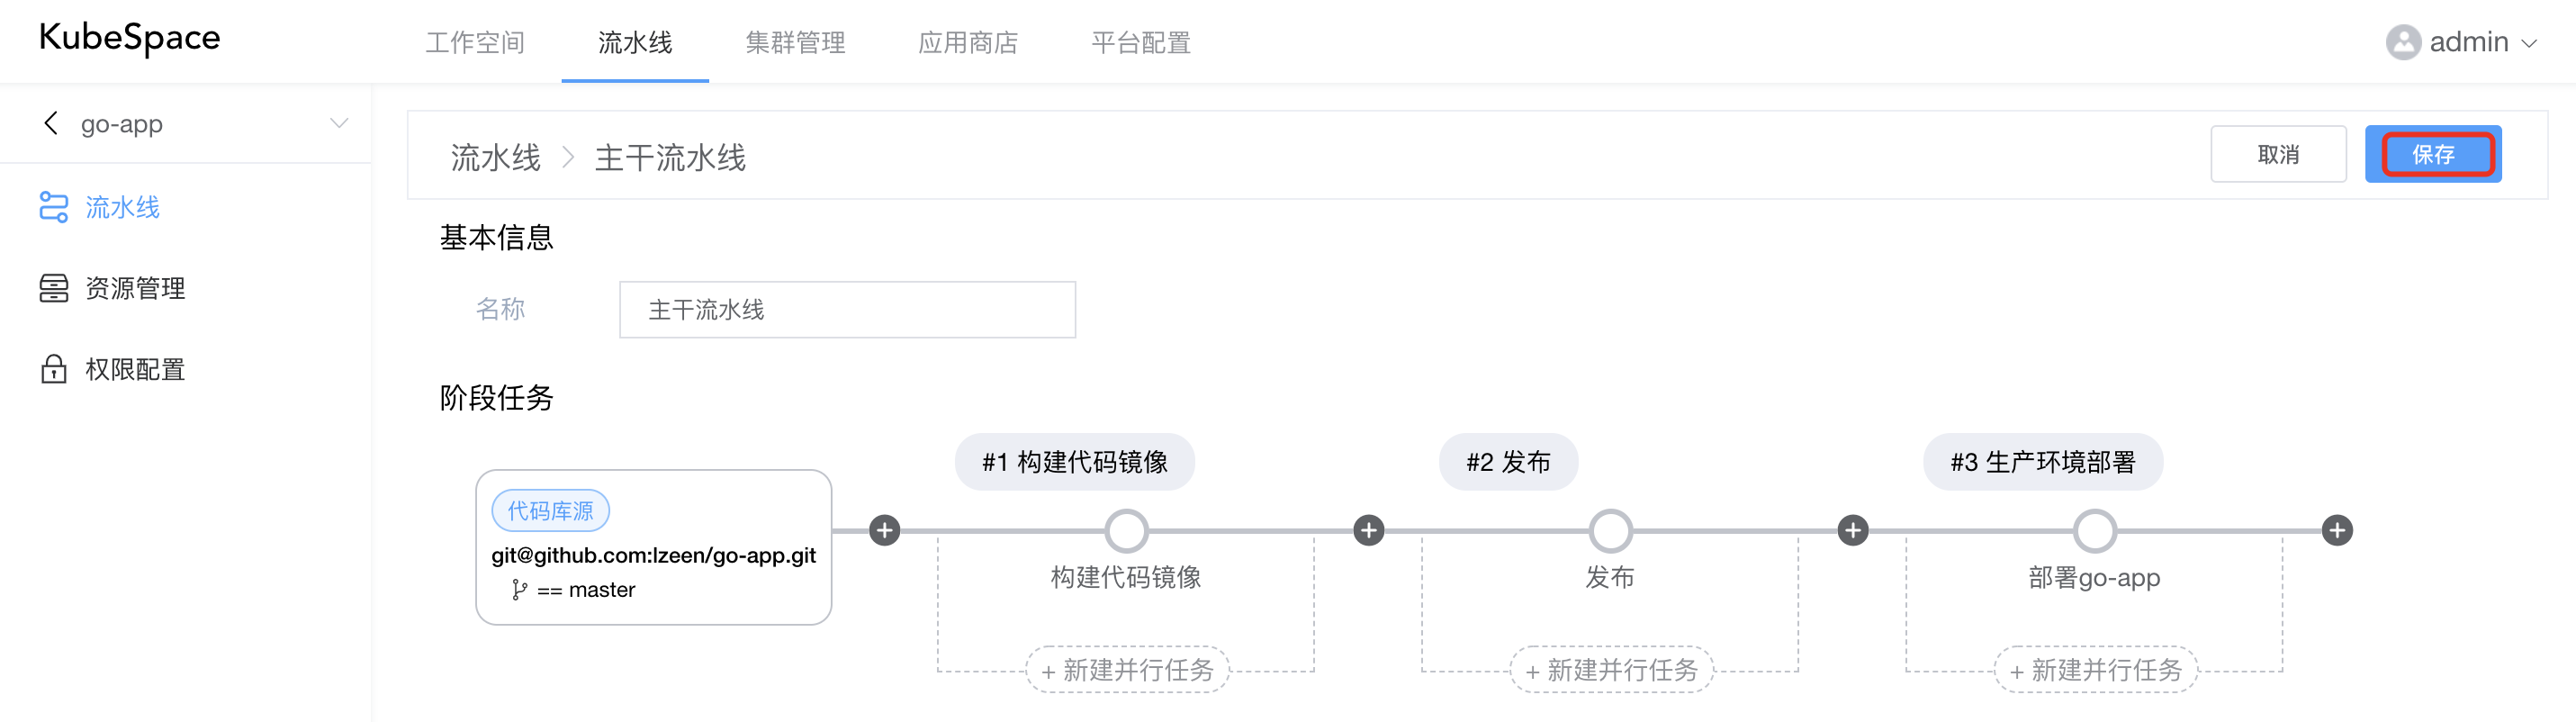 KubeSpace
工作空间
流水线
集群管理
应用商店
平台配置
admin
go-app
流水线
资源管理
权限配置
流水线 > 主干流水线
取消
保存
基本信息
名称
主干流水线
阶段任务
代码库源
git@github.com:lzeen/go-app.git
== master
#1 构建代码镜像
构建代码镜像
+ 新建并行任务
#2 发布
发布
+ 新建并行任务
#3 生产环境部署
部署go-app
+ 新建并行任务